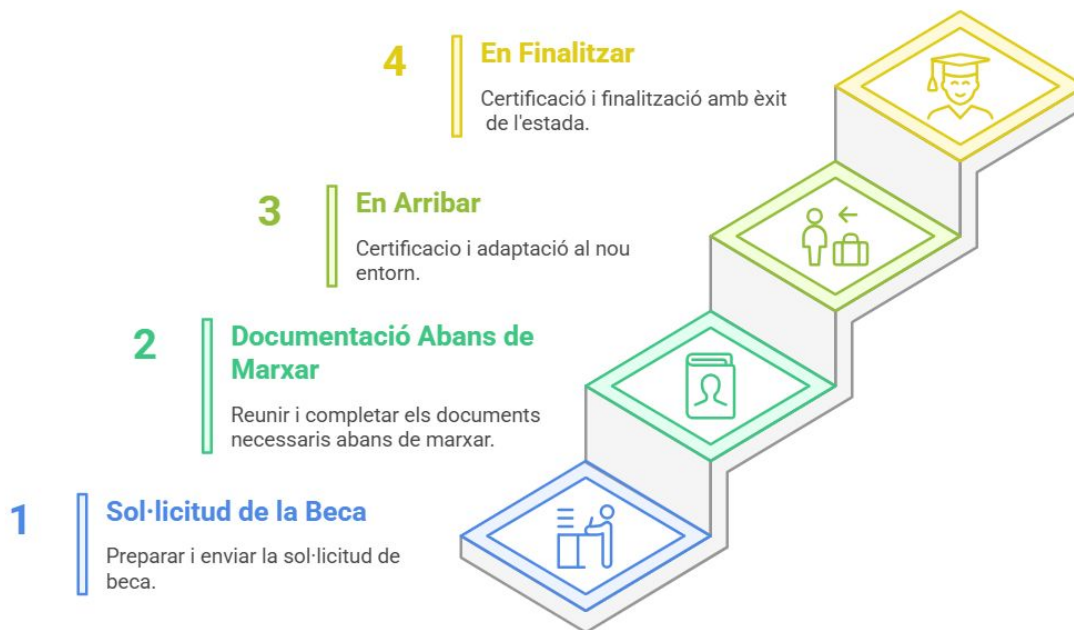 4
En Finalitzar
Certificació i finalització amb èxit
de l'estada.
3
En Arribar
Certificacio i adaptació al nou
entorn.
2
Documentació Abans de
Marxar
Reunir i completar els documents
necessaris abans de marxar.
1
Sol·licitud de la Beca
Preparar i enviar la sol·licitud de
beca.